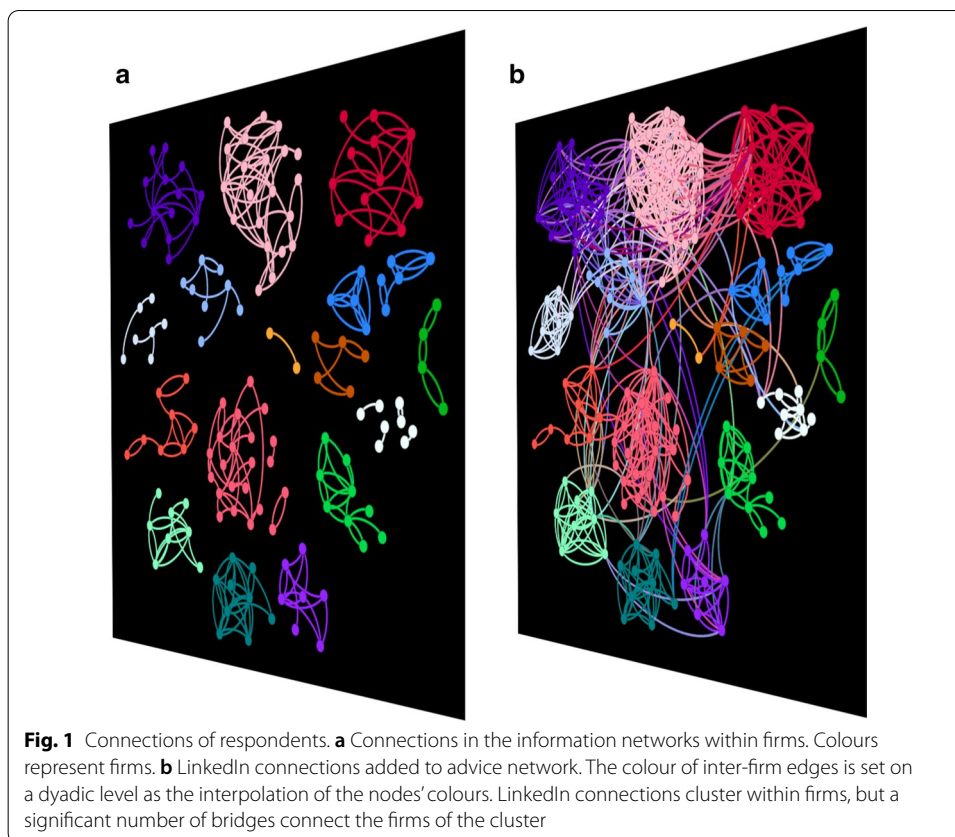 a
b
Fig. 1 Connections of respondents. a Connections in the information networks within firms. Colours
represent firms. b LinkedIn connections added to advice network. The colour of inter-firm edges is set on
a dyadic level as the interpolation of the nodes' colours. LinkedIn connections cluster within firms, but a
significant number of bridges connect the firms of the cluster